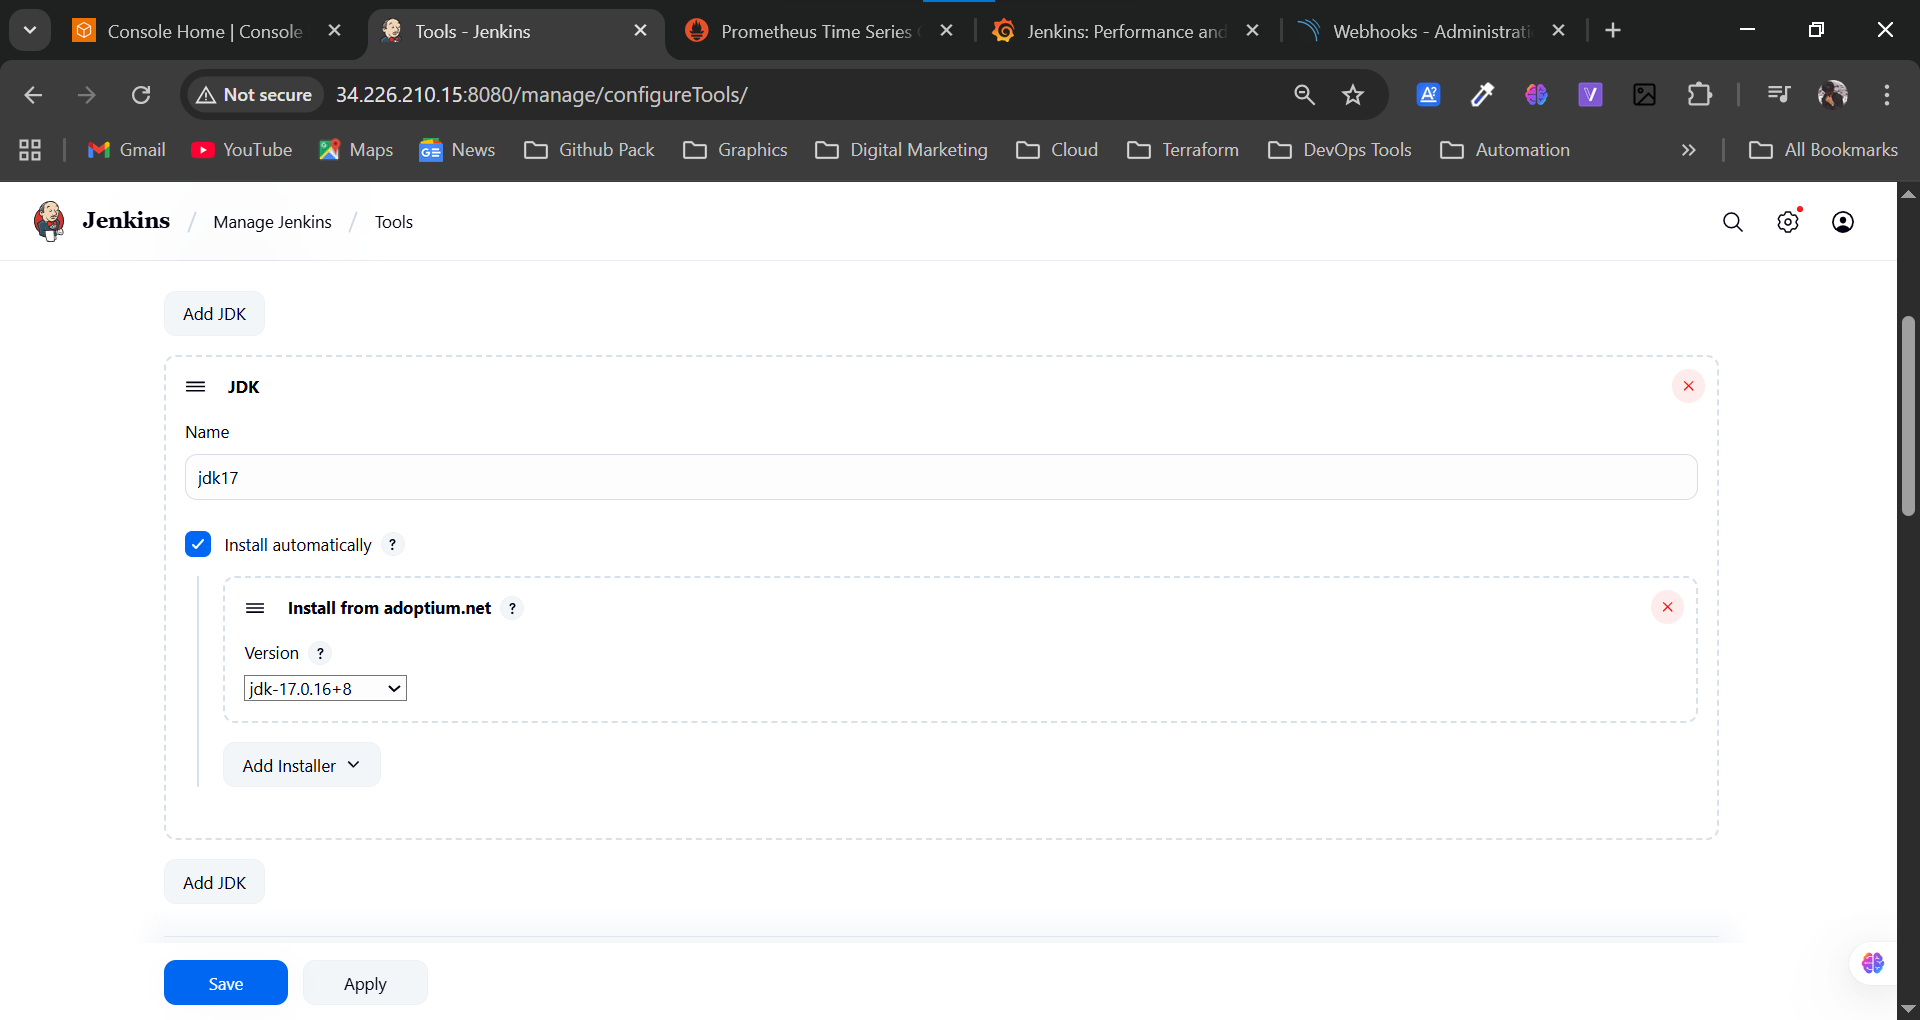 Console Home | Console
Tools - Jenkins
Prometheus Time Series
Jenkins: Performance and
Webhooks - Administrati
Not secure
34.226.210.15:8080/manage/configureTools/
Gmail
YouTube
Maps
News
Github Pack
Graphics
Digital Marketing
Cloud
Terraform
DevOps Tools
Automation
All Bookmarks
Jenkins / Manage Jenkins / Tools
Add JDK
JDK
Name
jdk17
Install automatically ?
Install from adoptium.net ?
Version ?
jdk-17.0.16+8
Add Installer
Add JDK
Save
Apply